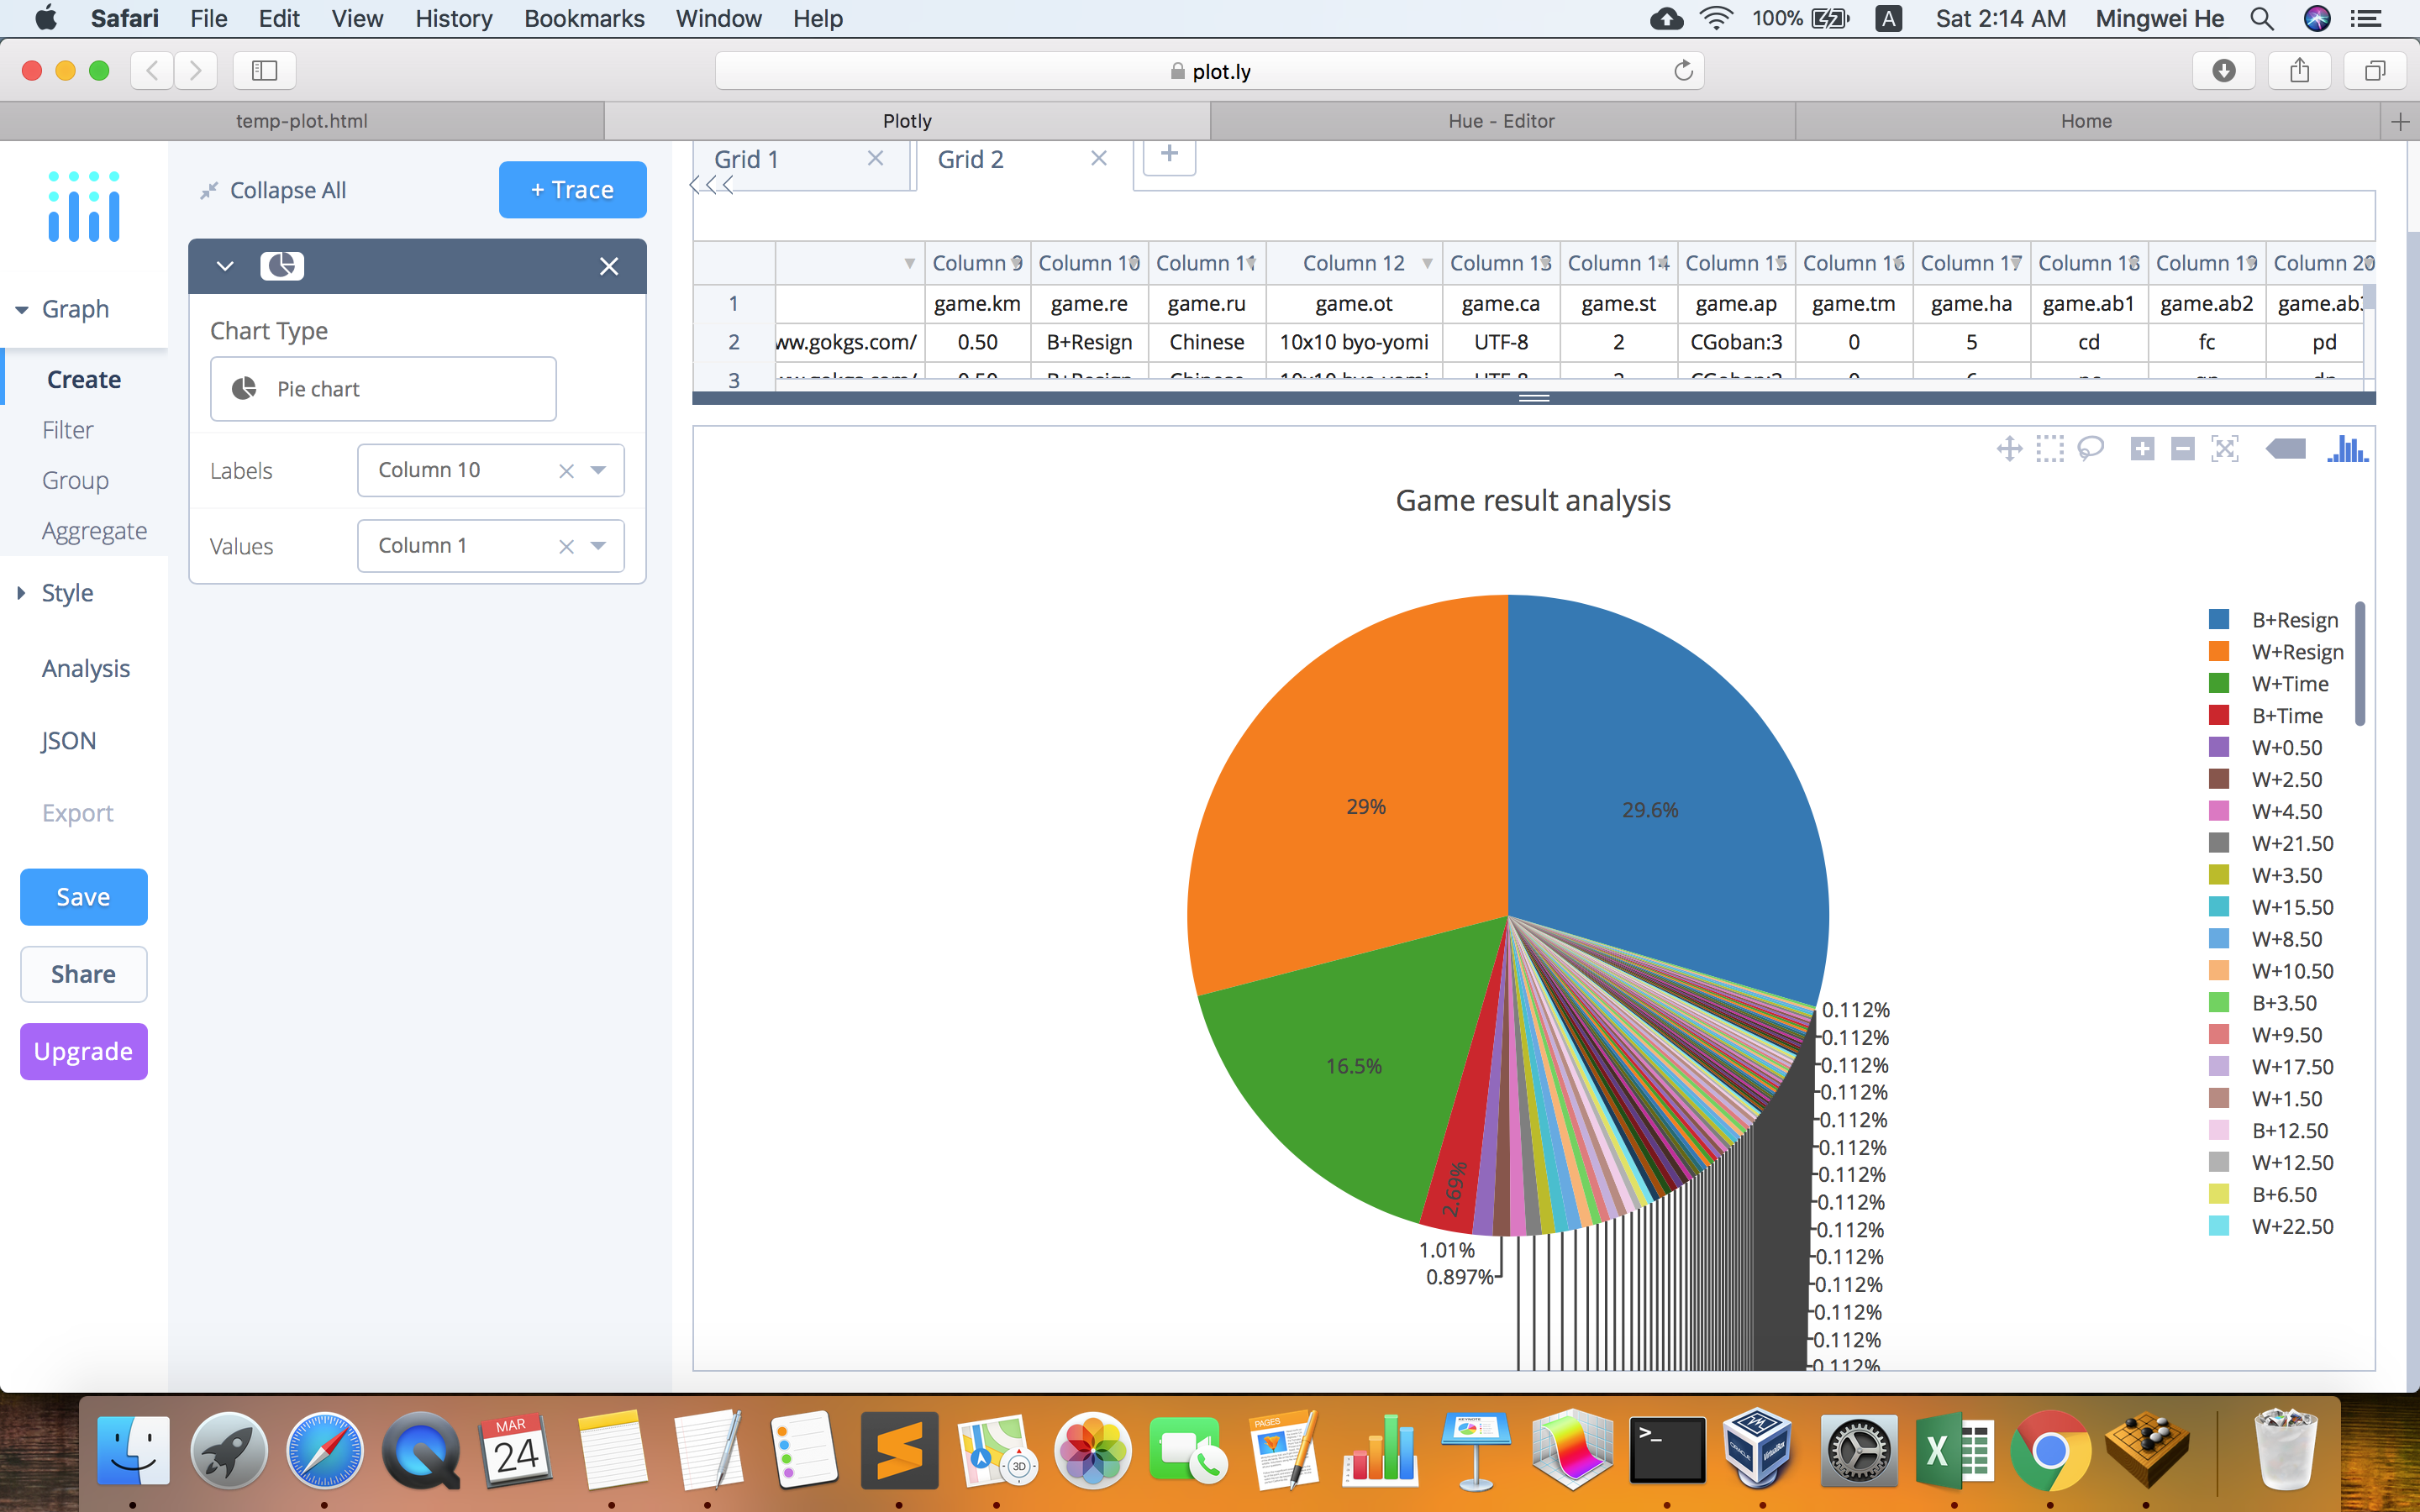 Safari File Edit View History Bookmarks Window Help 100% A Sat 2:14 AM Mingwei He
plot.ly
temp-plot.html Plotly Hue - Editor Home
Collapse All + Trace
Graph
Create
Filter
Group
Aggregate
Style
Analysis
JSON
Export
Save
Share
Upgrade
Chart Type
Pie chart
Labels Column 10
Values Column 1
Grid 1 Grid 2
Column 9 Column 10 Column 11 Column 12 Column 13 Column 14 Column 15 Column 16 Column 17 Column 18 Column 19 Column 20
1 game.km game.re game.ru game.ot game.ca game.st game.ap game.tm game.ha game.ab1 game.ab2
2 ww.gokgs.com/ 0.50 B+Resign Chinese 10x10 byo-yomi UTF-8 2 CGoban:3 0 5 cd fc pd
3
Game result analysis
29%
29.6%
16.5%
2.69%
1.01%
0.897%
0.112%
0.112%
0.112%
0.112%
0.112%
0.112%
0.112%
0.112%
0.112%
0.112%
0.112%
0.112%
0.112%
0.112%
B+Resign
W+Resign
W+Time
B+Time
W+0.50
W+2.50
W+4.50
W+21.50
W+3.50
W+15.50
W+8.50
W+10.50
B+3.50
W+9.50
W+17.50
W+1.50
B+12.50
W+12.50
B+6.50
W+22.50
MAR
24
3D
PAGES
>_
X